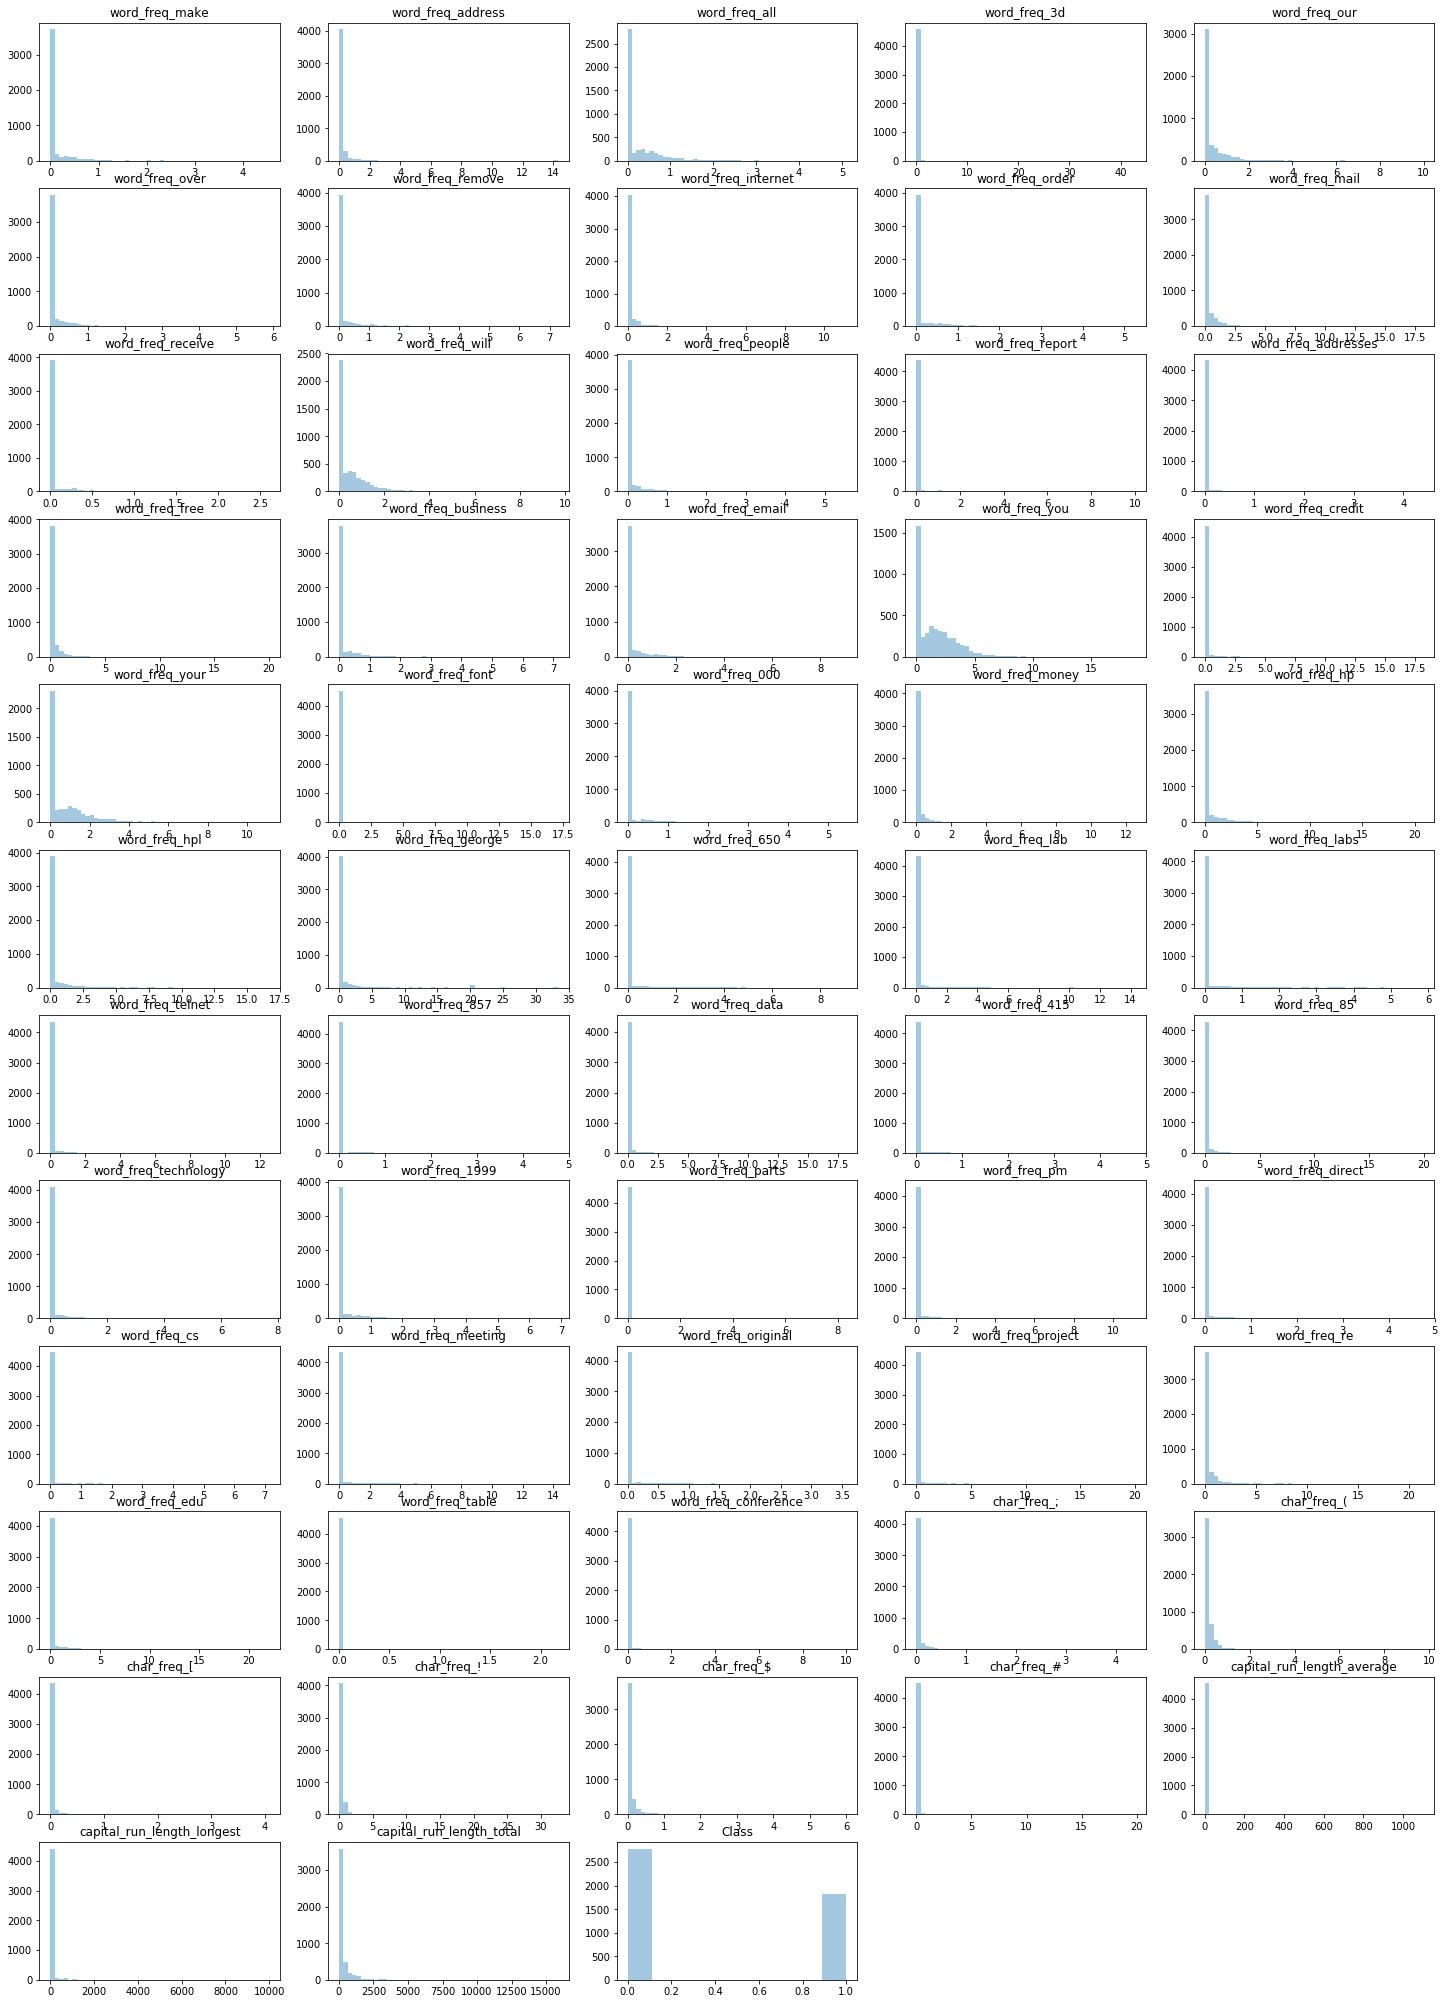 word_freq_make
3000 2000 1000 0
0 1 2 3 4
word_freq_address
4000 3000 2000 1000 0
0 2 4 6 8 10 12 14
word_freq_all
2500 2000 1500 1000 500 0
0 1 2 3 4 5
word_freq_3d
4000 3000 2000 1000 0
0 10 20 30 40
word_freq_our
3000 2000 1000 0
0 2 4 6 8 10
word_freq_over
3000 2000 1000 0
0 1 2 3 4 5 6
word_freq_remove
4000 3000 2000 1000 0
0 1 2 3 4 5 6 7
word_freq_internet
4000 3000 2000 1000 0
0 2 4 6 8 10
word_freq_order
4000 3000 2000 1000 0
0 1 2 3 4 5
word_freq_mail
3000 2000 1000 0
0.0 2.5 5.0 7.5 10.0 12.5 15.0 17.5
word_freq_receive
4000 3000 2000 1000 0
0.0 0.5 1.0 1.5 2.0 2.5
word_freq_will
2500 2000 1500 1000 500 0
0 2 4 6 8 10
word_freq_people
4000 3000 2000 1000 0
0 1 2 3 4 5
word_freq_report
4000 3000 2000 1000 0
0 2 4 6 8 10
word_freq_addresses
4000 3000 2000 1000 0
0 1 2 3 4
word_freq_free
4000 3000 2000 1000 0
0 5 10 15 20
word_freq_business
3000 2000 1000 0
0 1 2 3 4 5 6 7
word_freq_email
3000 2000 1000 0
0 2 4 6 8
word_freq_you
1500 1000 500 0
0 5 10 15
word_freq_credit
4000 3000 2000 1000 0
0.0 2.5 5.0 7.5 10.0 12.5 15.0 17.5
word_freq_your
2000 1500 1000 500 0
0 2 4 6 8 10
word_freq_font
4000 3000 2000 1000 0
0.0 2.5 5.0 7.5 10.0 12.5 15.0 17.5
word_freq_000
4000 3000 2000 1000 0
0 1 2 3 4 5
word_freq_money
4000 3000 2000 1000 0
0 2 4 6 8 10 12
word_freq_hp
3000 2000 1000 0
0 5 10 15 20
word_freq_hpl
4000 3000 2000 1000 0
0.0 2.5 5.0 7.5 10.0 12.5 15.0 17.5
word_freq_george
4000 3000 2000 1000 0
0 5 10 15 20 25 30 35
word_freq_650
4000 3000 2000 1000 0
0 2 4 6 8
word_freq_lab
4000 3000 2000 1000 0
0 2 4 6 8 10 12 14
word_freq_labs
4000 3000 2000 1000 0
0 1 2 3 4 5 6
word_freq_telnet
4000 3000 2000 1000 0
0 2 4 6 8 10 12
word_freq_857
4000 3000 2000 1000 0
0 1 2 3 4 5
word_freq_data
4000 3000 2000 1000 0
0.0 2.5 5.0 7.5 10.0 12.5 15.0 17.5
word_freq_415
4000 3000 2000 1000 0
0 1 2 3 4 5
word_freq_85
4000 3000 2000 1000 0
0 5 10 15 20
word_freq_technology
4000 3000 2000 1000 0
0 2 4 6 8
word_freq_1999
4000 3000 2000 1000 0
0 1 2 3 4 5 6 7
word_freq_parts
4000 3000 2000 1000 0
0 2 4 6 8
word_freq_pm
4000 3000 2000 1000 0
0 2 4 6 8 10
word_freq_direct
4000 3000 2000 1000 0
0 1 2 3 4 5
word_freq_cs
4000 3000 2000 1000 0
0 1 2 3 4 5 6 7
word_freq_meeting
4000 3000 2000 1000 0
0 2 4 6 8 10 12 14
word_freq_original
4000 3000 2000 1000 0
0.0 0.5 1.0 1.5 2.0 2.5 3.0 3.5
word_freq_project
4000 3000 2000 1000 0
0 5 10 15 20
word_freq_re
3000 2000 1000 0
0 5 10 15 20
word_freq_edu
4000 3000 2000 1000 0
0 5 10 15 20
word_freq_table
4000 3000 2000 1000 0
0.0 0.5 1.0 1.5 2.0
word_freq_conference
4000 3000 2000 1000 0
0 2 4 6 8 10
char_freq_;
4000 3000 2000 1000 0
0 1 2 3 4
char_freq_(
3000 2000 1000 0
0 2 4 6 8 10
char_freq_[
4000 3000 2000 1000 0
0 1 2 3 4
char_freq_!
4000 3000 2000 1000 0
0 5 10 15 20 25 30
char_freq_$
3000 2000 1000 0
0 1 2 3 4 5 6
char_freq_#
4000 3000 2000 1000 0
0 5 10 15 20
capital_run_length_average
4000 3000 2000 1000 0
0 200 400 600 800 1000
capital_run_length_longest
4000 3000 2000 1000 0
0 2000 4000 6000 8000 10000
capital_run_length_total
3000 2000 1000 0
0 2500 5000 7500 10000 12500 15000
Class
2500 2000 1500 1000 500 0
0.0 0.2 0.4 0.6 0.8 1.0